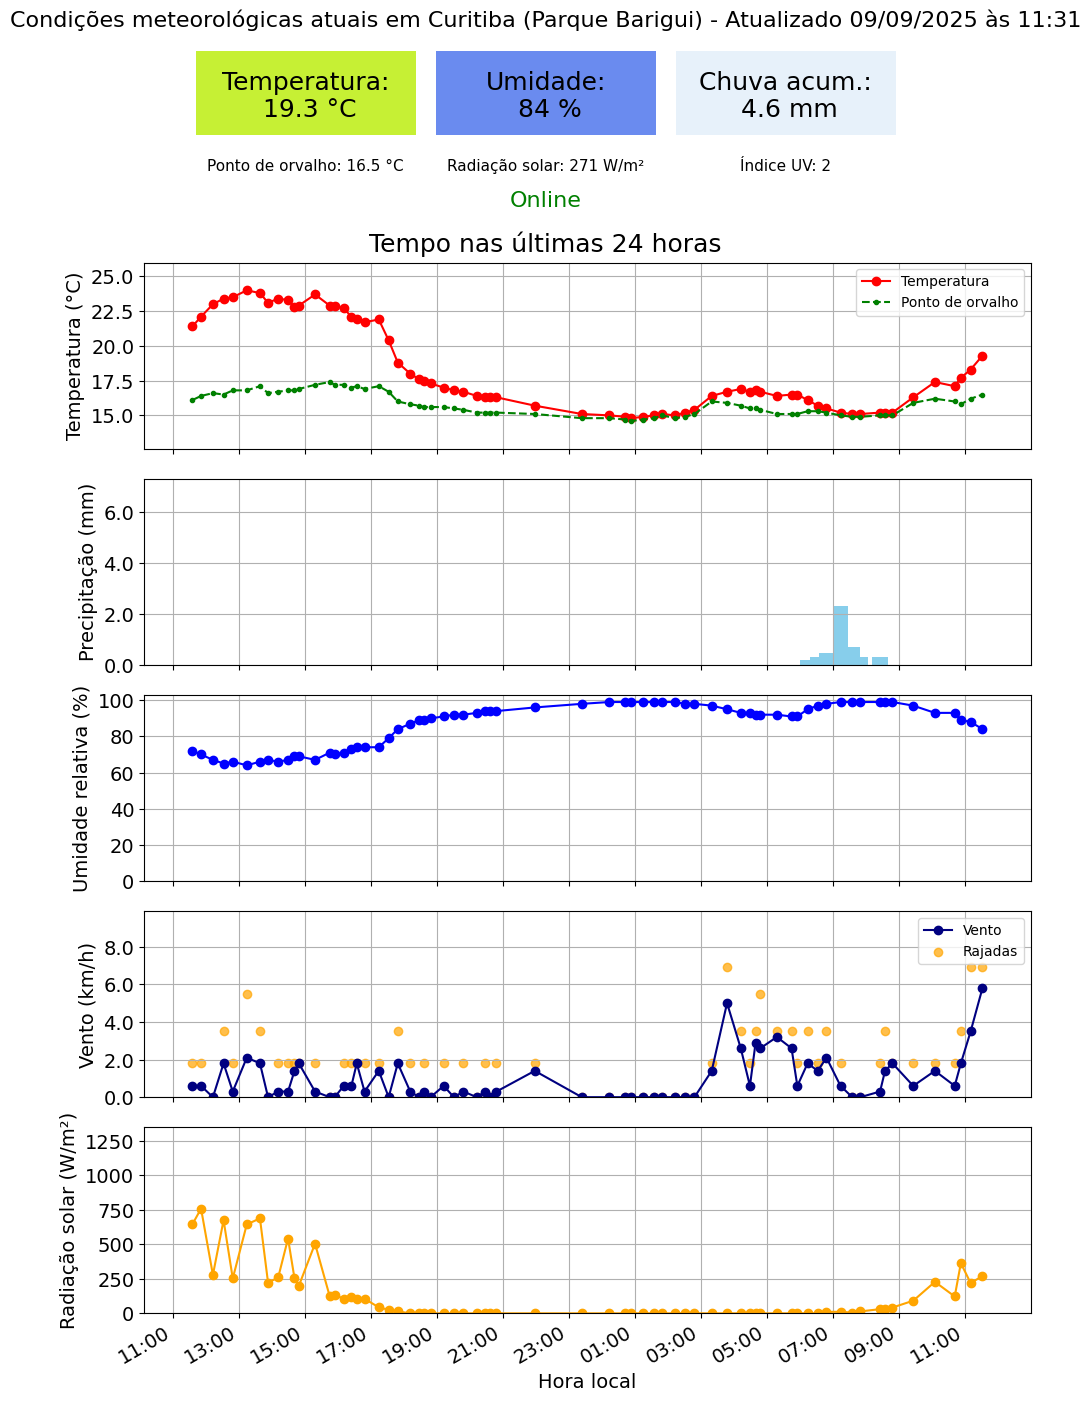 Condições meteorológicas atuais em Curitiba (Parque Barigui) - Atualizado 09/09/2025 às 11:31
Temperatura:
19.3 °C
Umidade:
84 %
Chuva acum.:
4.6 mm
Ponto de orvalho: 16.5 °C
Radiação solar: 271 W/m²
Índice UV: 2
Online
Tempo nas últimas 24 horas
Temperatura (°C)
25.0
22.5
20.0
17.5
15.0
Temperatura
Ponto de orvalho
Precipitação (mm)
6.0
4.0
2.0
0.0
Umidade relativa (%)
100
80
60
40
20
0
Vento (km/h)
8.0
6.0
4.0
2.0
0.0
Vento
Rajadas
Radiação solar (W/m²)
1250
1000
750
500
250
0
11:00
13:00
15:00
17:00
19:00
21:00
23:00
01:00
03:00
05:00
07:00
09:00
11:00
Hora local